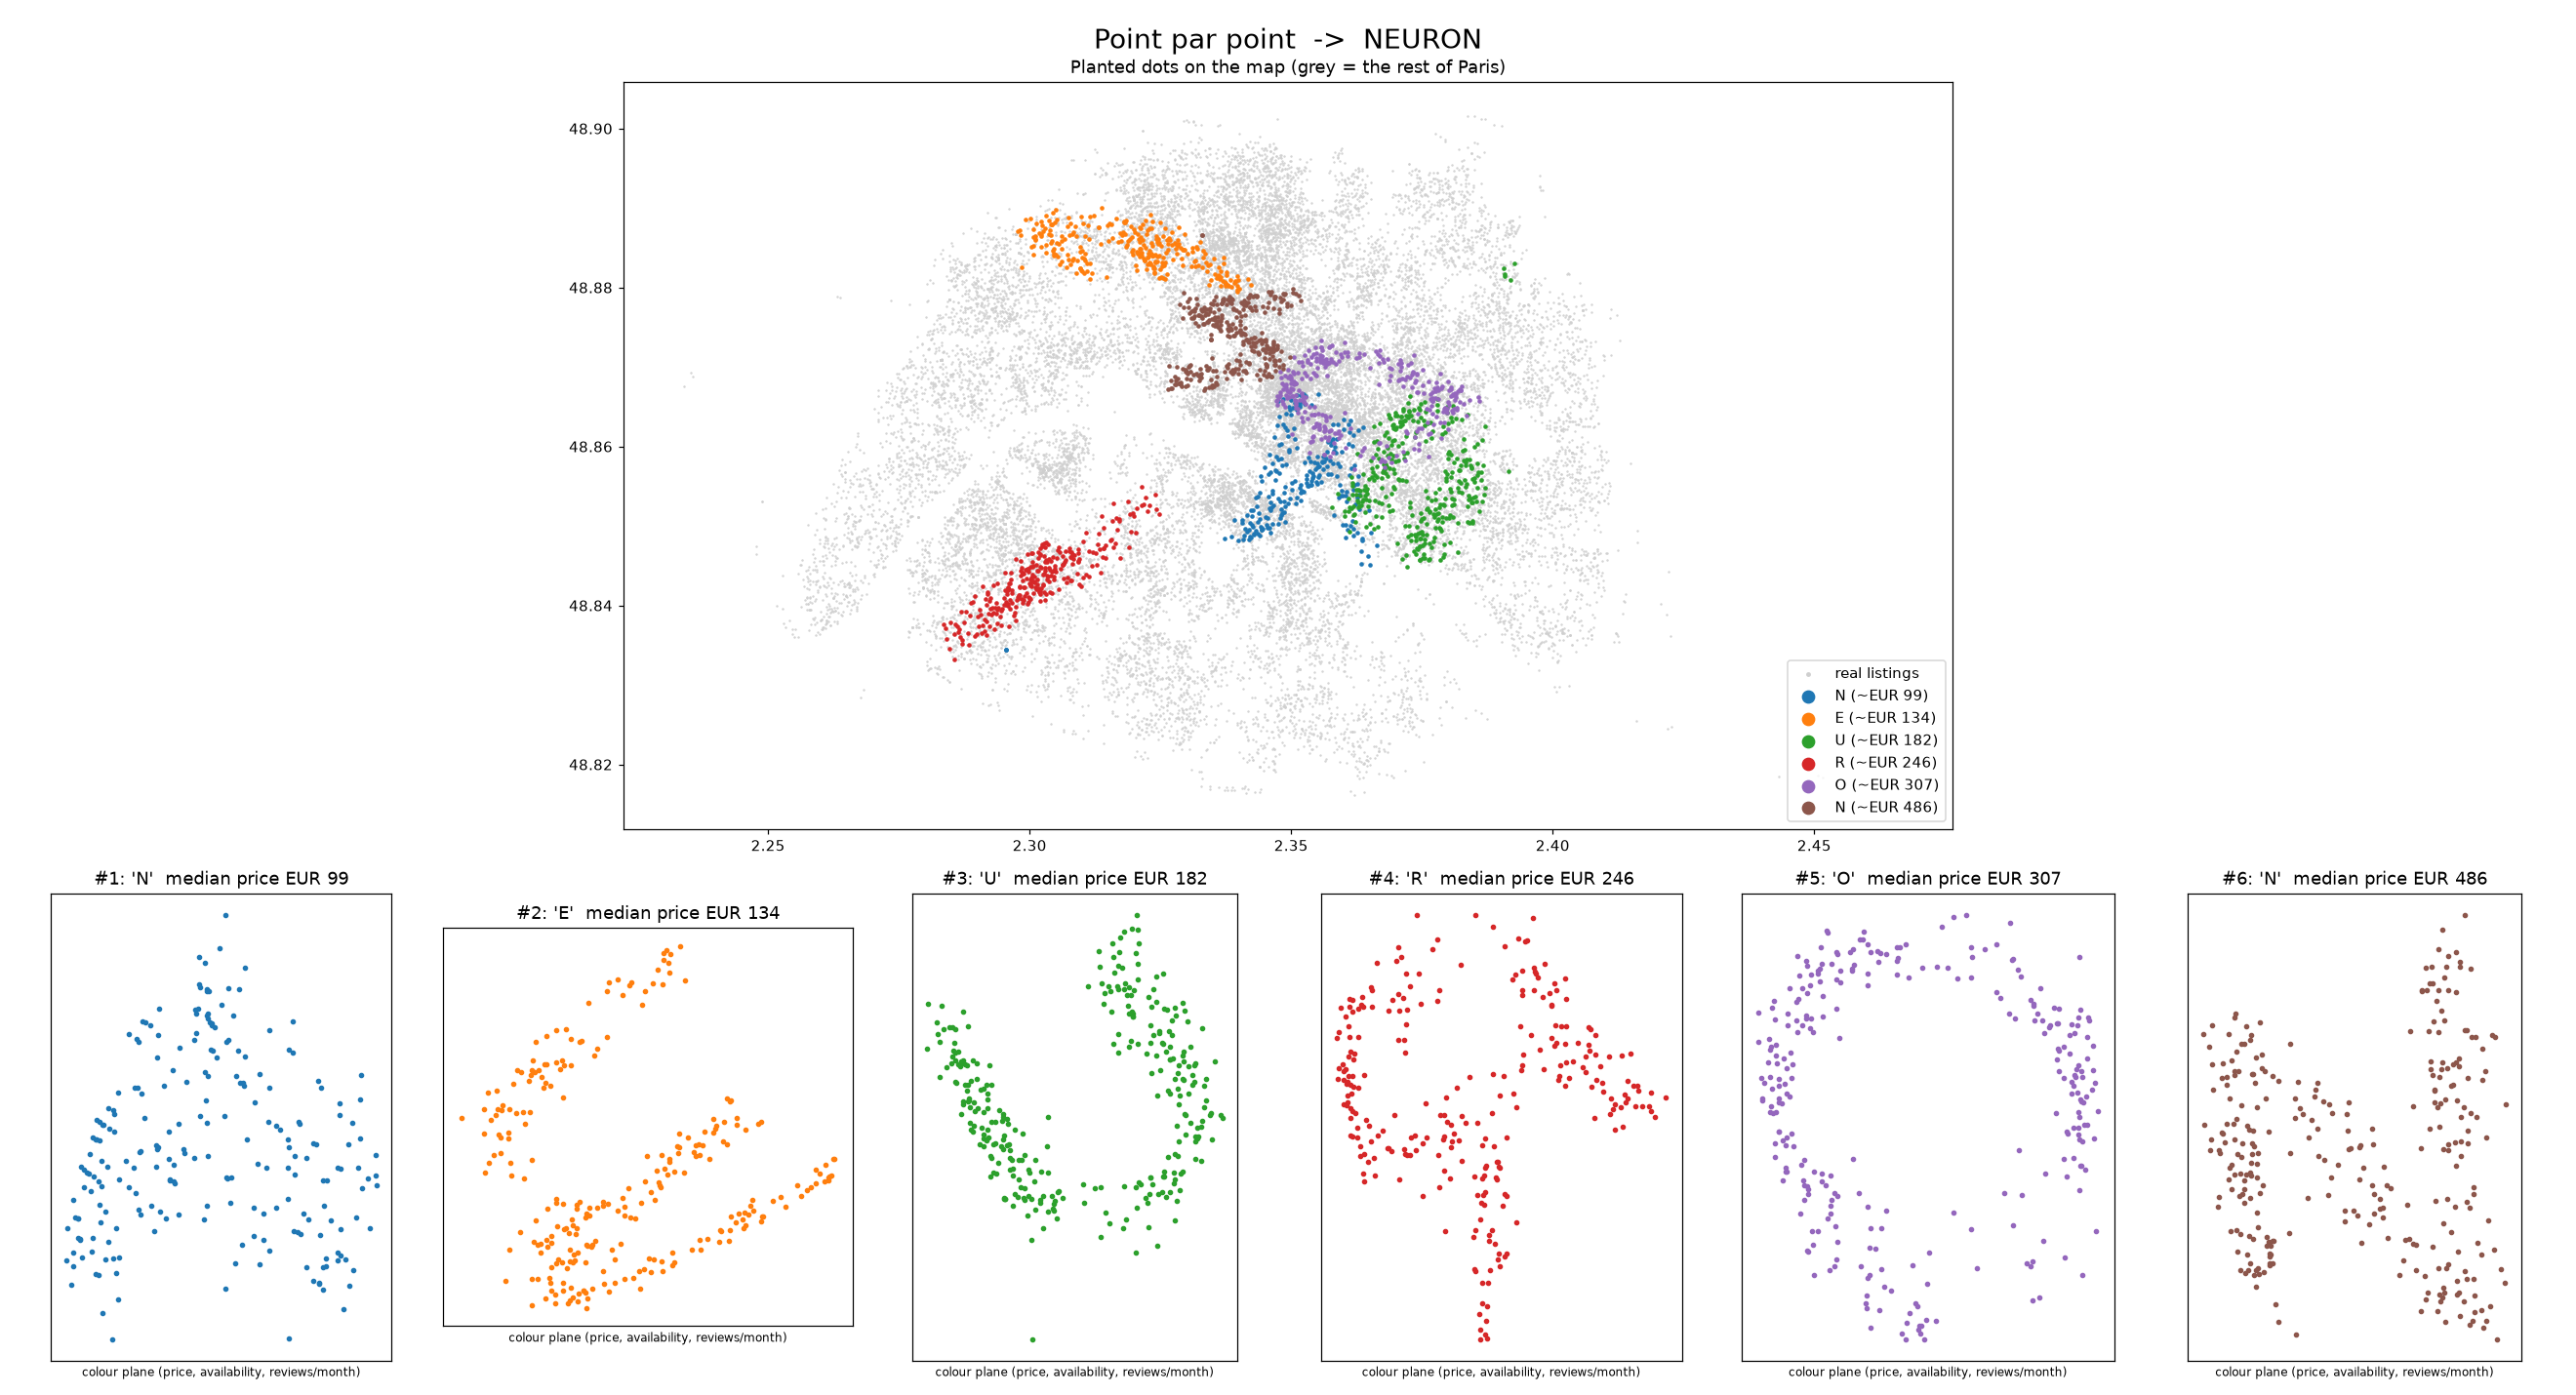 Point par point  ->  NEURON
Planted dots on the map (grey = the rest of Paris)
48.90
48.88
48.86
48.84
48.82
2.25
2.30
2.35
2.40
2.45
real listings
N (~EUR 99)
E (~EUR 134)
U (~EUR 182)
R (~EUR 246)
O (~EUR 307)
N (~EUR 486)
#1: 'N'  median price EUR 99
colour plane (price, availability, reviews/month)
#2: 'E'  median price EUR 134
colour plane (price, availability, reviews/month)
#3: 'U'  median price EUR 182
colour plane (price, availability, reviews/month)
#4: 'R'  median price EUR 246
colour plane (price, availability, reviews/month)
#5: 'O'  median price EUR 307
colour plane (price, availability, reviews/month)
#6: 'N'  median price EUR 486
colour plane (price, availability, reviews/month)